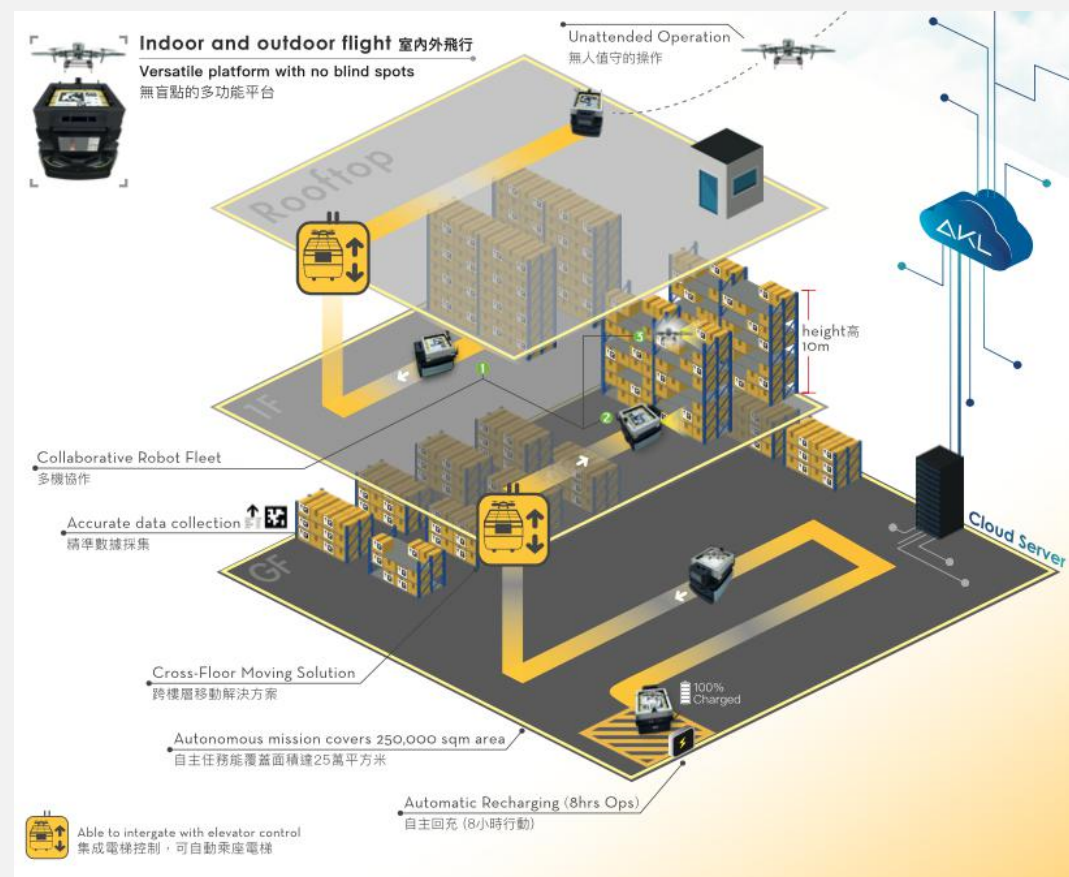 Indoor and outdoor flight 室內外飛行
Versatile platform with no blind spots
無盲點的多功能平台
Unattended Operation
無人值守的操作
Rooftop
AKL
height高
10m
1F
1
2
3
Collaborative Robot Fleet
多機協作
Accurate data collection
精準數據採集
GF
Cloud Server
Cross-Floor Moving Solution
跨樓層移動解決方案
100%
Charged
Autonomous mission covers 250,000 sqm area
自主任務能覆蓋面積達25萬平方米
Automatic Recharging (8hrs Ops)
自主回充 (8小時行動)
Able to intergate with elevator control
集成電梯控制，可自動乘座電梯